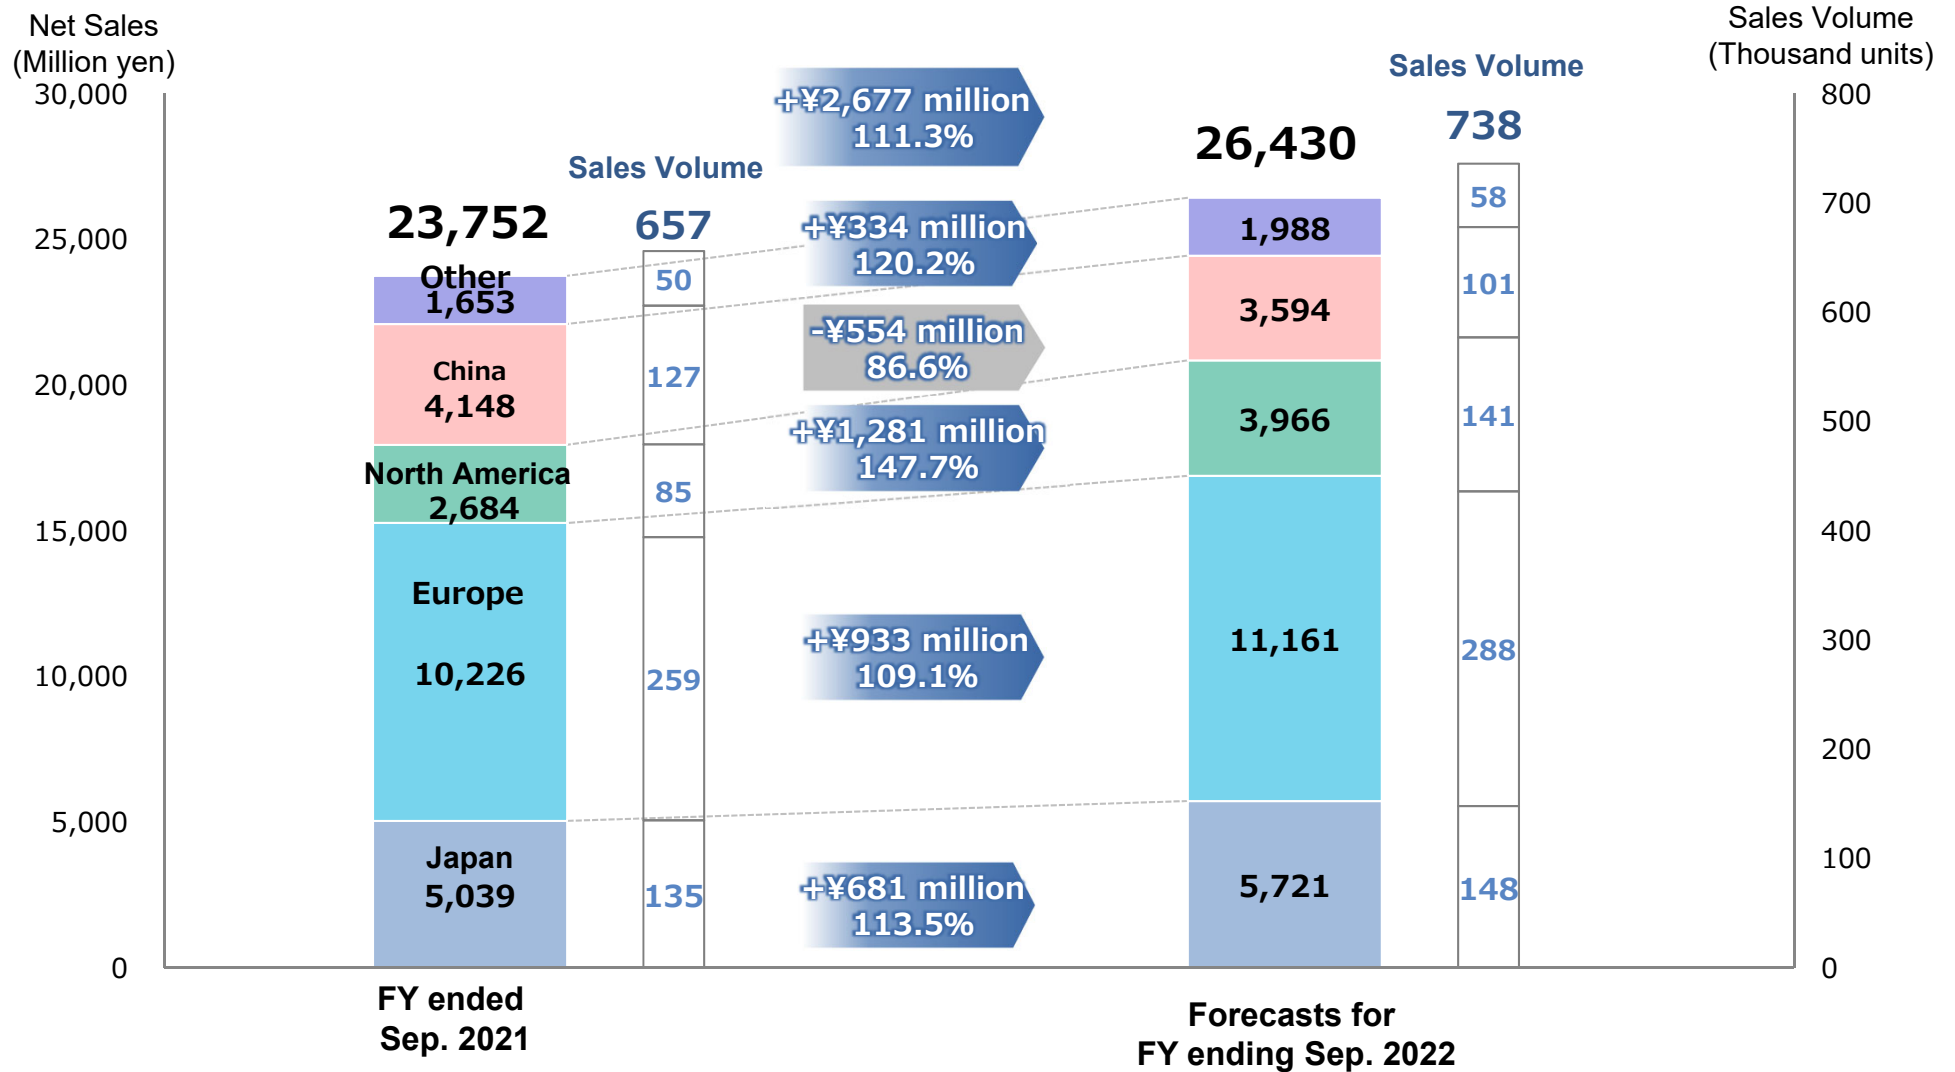 Net Sales
(Million yen)
Sales Volume
(Thousand units)
30,000
25,000
20,000
15,000
10,000
5,000
0
800
700
600
500
400
300
200
100
0
23,752
Other
1,653
China
4,148
North America
2,684
Europe
10,226
Japan
5,039
Sales Volume
657
50
127
85
259
135
+¥2,677 million
111.3%
+¥334 million
120.2%
-¥554 million
86.6%
+¥1,281 million
147.7%
+¥933 million
109.1%
+¥681 million
113.5%
26,430
1,988
3,594
3,966
11,161
5,721
Sales Volume
738
58
101
141
288
148
FY ended
Sep. 2021
Forecasts for
FY ending Sep. 2022